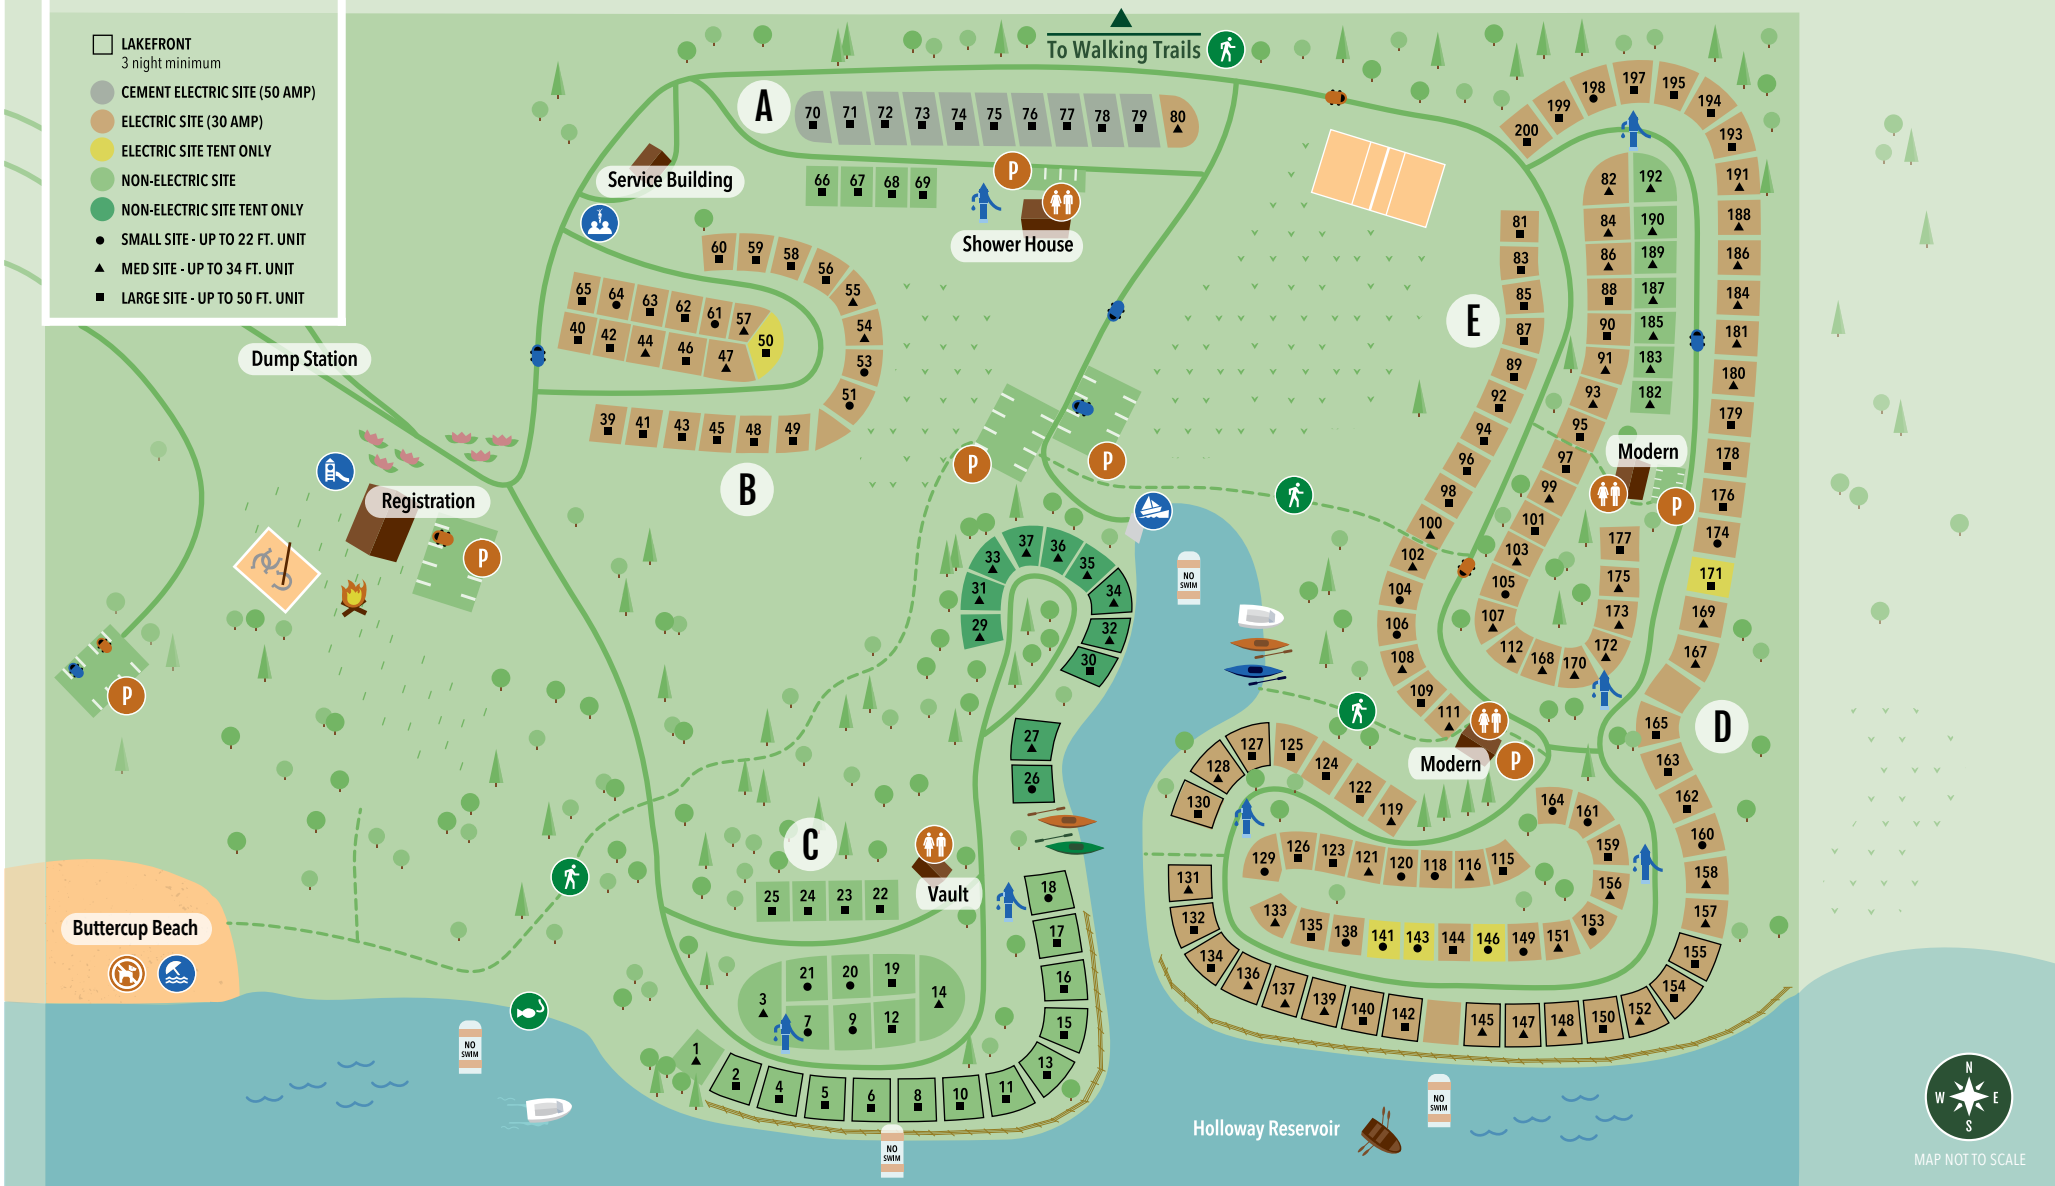 LAKEFRONT
3 night minimum
CEMENT ELECTRIC SITE (50 AMP)
ELECTRIC SITE (30 AMP)
ELECTRIC SITE TENT ONLY
NON-ELECTRIC SITE
NON-ELECTRIC SITE TENT ONLY
SMALL SITE - UP TO 22 FT. UNIT
MED SITE - UP TO 34 FT. UNIT
LARGE SITE - UP TO 50 FT. UNIT
To Walking Trails
A
70 71 72 73 74 75 76 77 78 79 80
Service Building
66 67 68 69
P
Shower House
60 59 58 56 55 54 53 51
65 64 63 62 61 57 50
40 42 44 46 47
39 41 43 45 48 49
B
Dump Station
Registration
P
P
P
P
E
200 199 198 197 195 194 193 191 188 186 184 181 180 179 178 176 174 171 169 167 165 163 162 160 158 157 155 154 152 150 148 147 145
82 84 86 88 90 91 93 95 97 99 101 103 105 107 112 168 170 172 173 175 177
192 190 189 187 185 183 182
81 83 85 87 89 92 94 96 98 100 102 104 106 108 109 111
Modern
P
D
Modern
P
37 36 35 34 32 30
33 31 29
27
26
NO
SWIM
C
25 24 23 22
Vault
18
17
16
15
13
21 20 19 14
3 7 9 12
1 2 4 5 6 8 10 11
130 128 127 125 124 122 119
129 126 123 121 120 118 116 115
164 161 159 156 153
133 135 138 141 143 144 146 149 151
131 132 134 136 137 139 140 142
Buttercup Beach
NO
SWIM
NO
SWIM
NO
SWIM
Holloway Reservoir
N
W E
S
MAP NOT TO SCALE